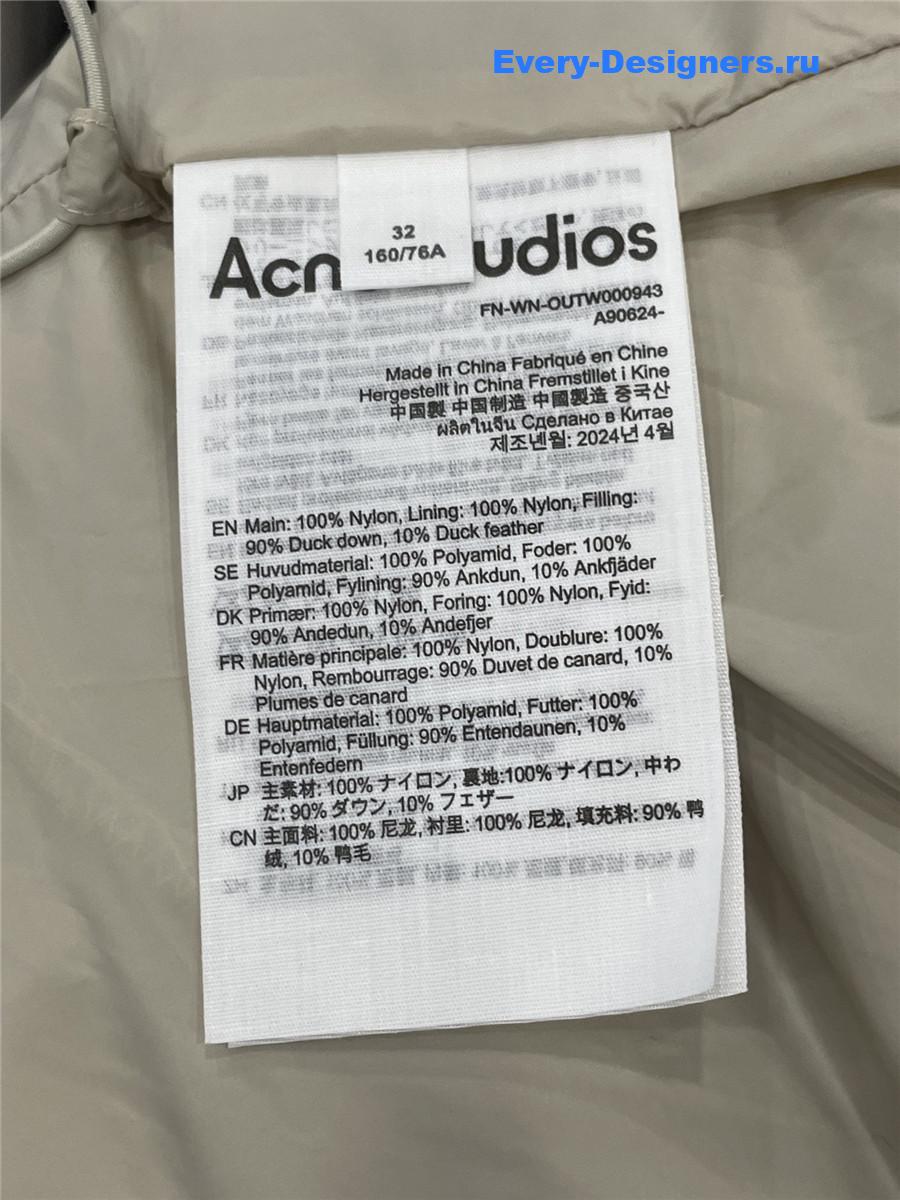 Every-Designers.ru
32
160/76A
Acn udios
FN-WN-OUTW000943
A90624-
Made in China Fabriqué en Chine
Hergestellt in China Fremstillet i Kine
中国製 中国制造 中國製造 중국산
ผลิตในจีน Сделано в Китае
제조년월: 2024년 4월
EN Main: 100% Nylon, Lining: 100% Nylon, Filling:
90% Duck down, 10% Duck feather
SE Huvudmaterial: 100% Polyamid, Foder: 100%
Polyamid, Fylining: 90% Ankdun, 10% Ankfjäder
DK Primær: 100% Nylon, Foring: 100% Nylon, Fyid:
90% Andedun, 10% Andefjer
FR Matière principale: 100% Nylon, Doublure: 100%
Nylon, Rembourrage: 90% Duvet de canard, 10%
Plumes de canard
DE Hauptmaterial: 100% Polyamid, Futter: 100%
Polyamid, Füllung: 90% Entendaunen, 10%
Entenfedern
JP 主素材: 100% ナイロン, 裏地:100% ナイロン, 中わ
だ: 90% ダウン, 10% フェザー
CN 主面料: 100% 尼龙, 衬里: 100% 尼龙, 填充料: 90% 鸭
绒, 10% 鸭毛